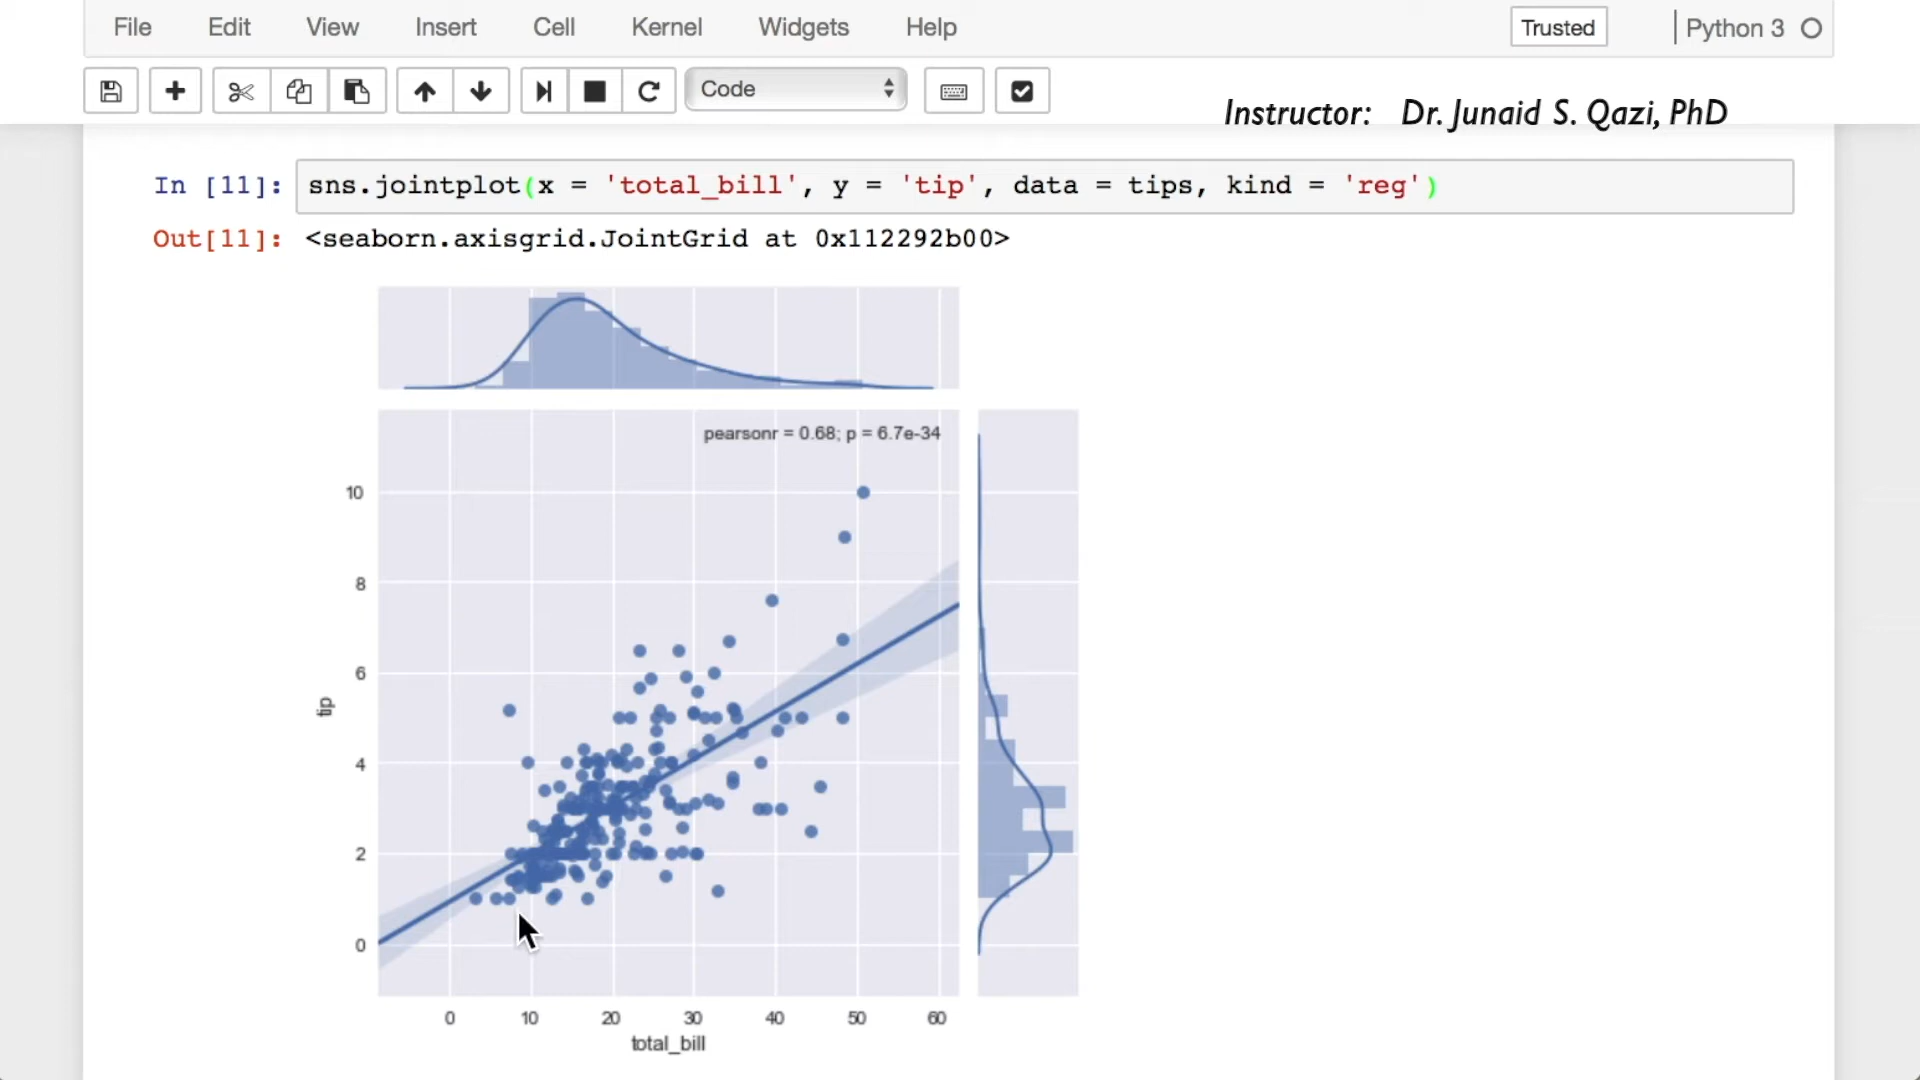 File Edit View Insert Cell Kernel Widgets Help Trusted Python 3
Code
Instructor: Dr. Junaid S. Qazi, PhD
In [11]: sns.jointplot(x = 'total_bill', y = 'tip', data = tips, kind = 'reg')
Out[11]: <seaborn.axisgrid.JointGrid at 0x112292b00>
pearsonr = 0.68; p = 6.7e-34
10
8
6
tip
4
2
0
0 10 20 30 40 50 60
total_bill